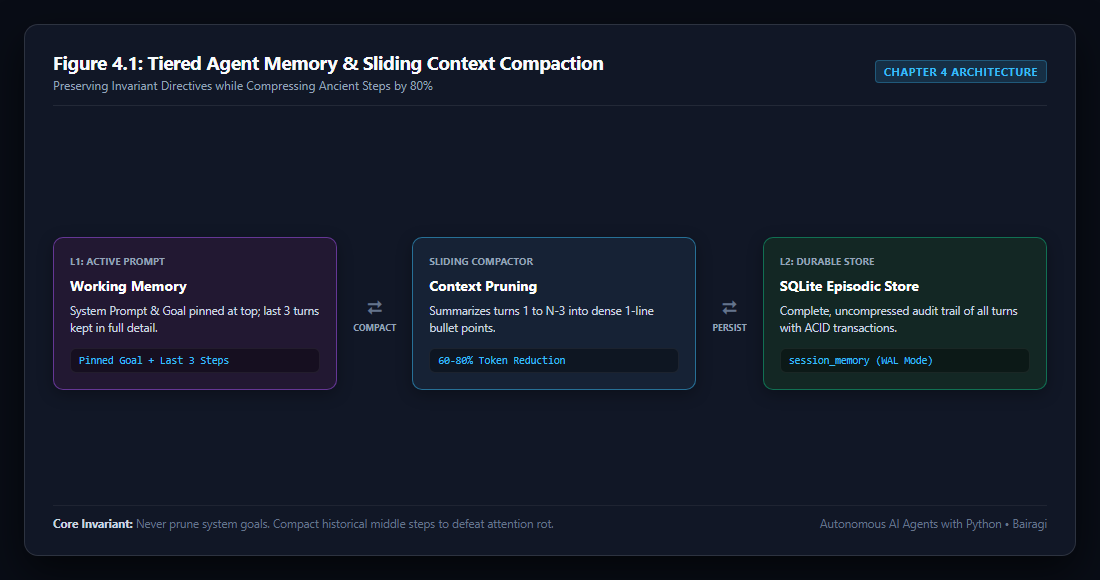 Figure 4.1: Tiered Agent Memory & Sliding Context Compaction
Preserving Invariant Directives while Compressing Ancient Steps by 80%
CHAPTER 4 ARCHITECTURE
L1: ACTIVE PROMPT
Working Memory
System Prompt & Goal pinned at top; last 3 turns
kept in full detail.
Pinned Goal + Last 3 Steps
⇄
COMPACT
SLIDING COMPACTOR
Context Pruning
Summarizes turns 1 to N-3 into dense 1-line
bullet points.
60-80% Token Reduction
⇄
PERSIST
L2: DURABLE STORE
SQLite Episodic Store
Complete, uncompressed audit trail of all turns
with ACID transactions.
session_memory (WAL Mode)
Core Invariant: Never prune system goals. Compact historical middle steps to defeat attention rot.
Autonomous AI Agents with Python • Bairagi